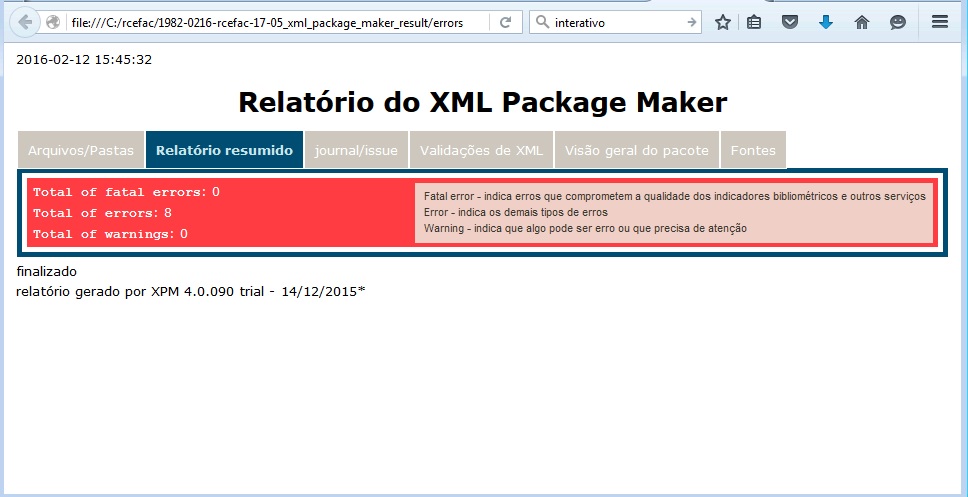 file:///C:/rcefac/1982-0216-rcefac-17-05_xml_package_maker_result/errors
interativo
2016-02-12 15:45:32
Relatório do XML Package Maker
Arquivos/Pastas
Relatório resumido
journal/issue
Validações de XML
Visão geral do pacote
Fontes
Total of fatal errors: 0
Total of errors: 8
Total of warnings: 0
Fatal error - indica erros que comprometem a qualidade dos indicadores bibliométricos e outros serviços
Error - indica os demais tipos de erros
Warning - indica que algo pode ser erro ou que precisa de atenção
finalizado
relatório gerado por XPM 4.0.090 trial - 14/12/2015*